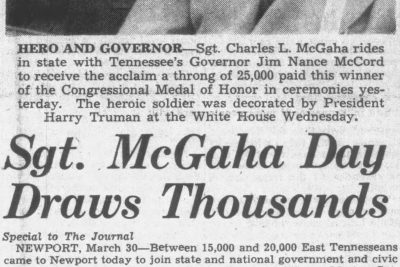 HERO AND GOVERNOR—Sgt. Charles L. McGaha rides
in state with Tennessee's Governor Jim Nance McCord
to receive the acclaim a throng of 25,000 paid this winner
of the Congressional Medal of Honor in ceremonies yes-
terday. The heroic soldier was decorated by President
Harry Truman at the White House Wednesday.
Sgt. McGaha Day
Draws Thousands
Special to The Journal
NEWPORT, March 30—Between 15,000 and 20,000 East Tennesseans
came to Newport today to join state and national government and civic